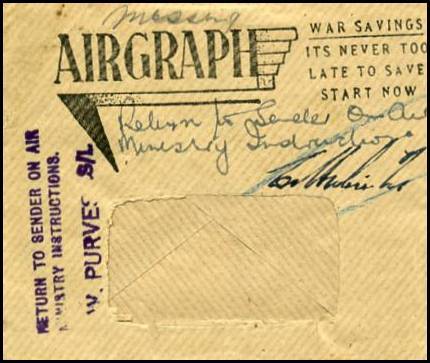 Missing
AIRGRAPH
WAR SAVINGS
ITS NEVER TOO
LATE TO SAVE
START NOW
Return to Sender On Air
Ministry Instructions
RETURN TO SENDER ON AIR
MINISTRY INSTRUCTIONS.
W. PURVES S/L